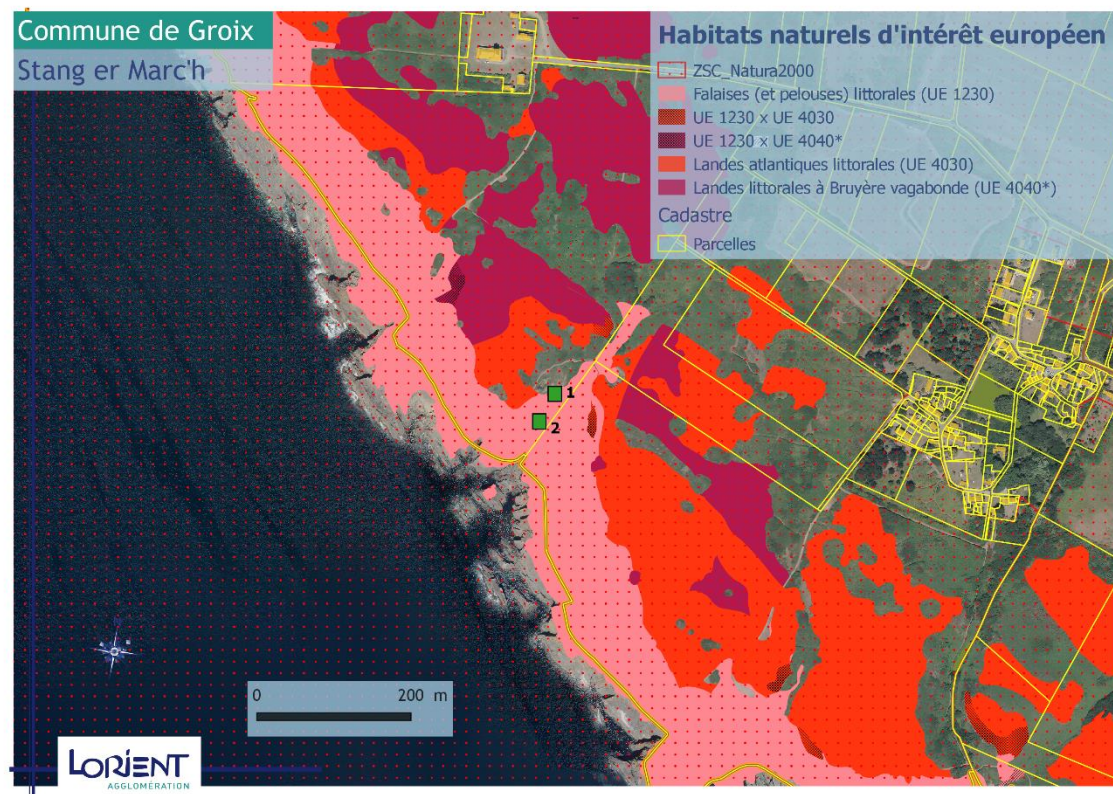 Commune de Groix
Stang er Marc'h
Habitats naturels d'intérêt européen
ZSC_Natura2000
Falaises (et pelouses) littorales (UE 1230)
UE 1230 x UE 4030
UE 1230 x UE 4040*
Landes atlantiques littorales (UE 4030)
Landes littorales à Bruyère vagabonde (UE 4040*)
Cadastre
Parcelles
1
2
0 200 m
LORIENT
AGGLOMÉRATION